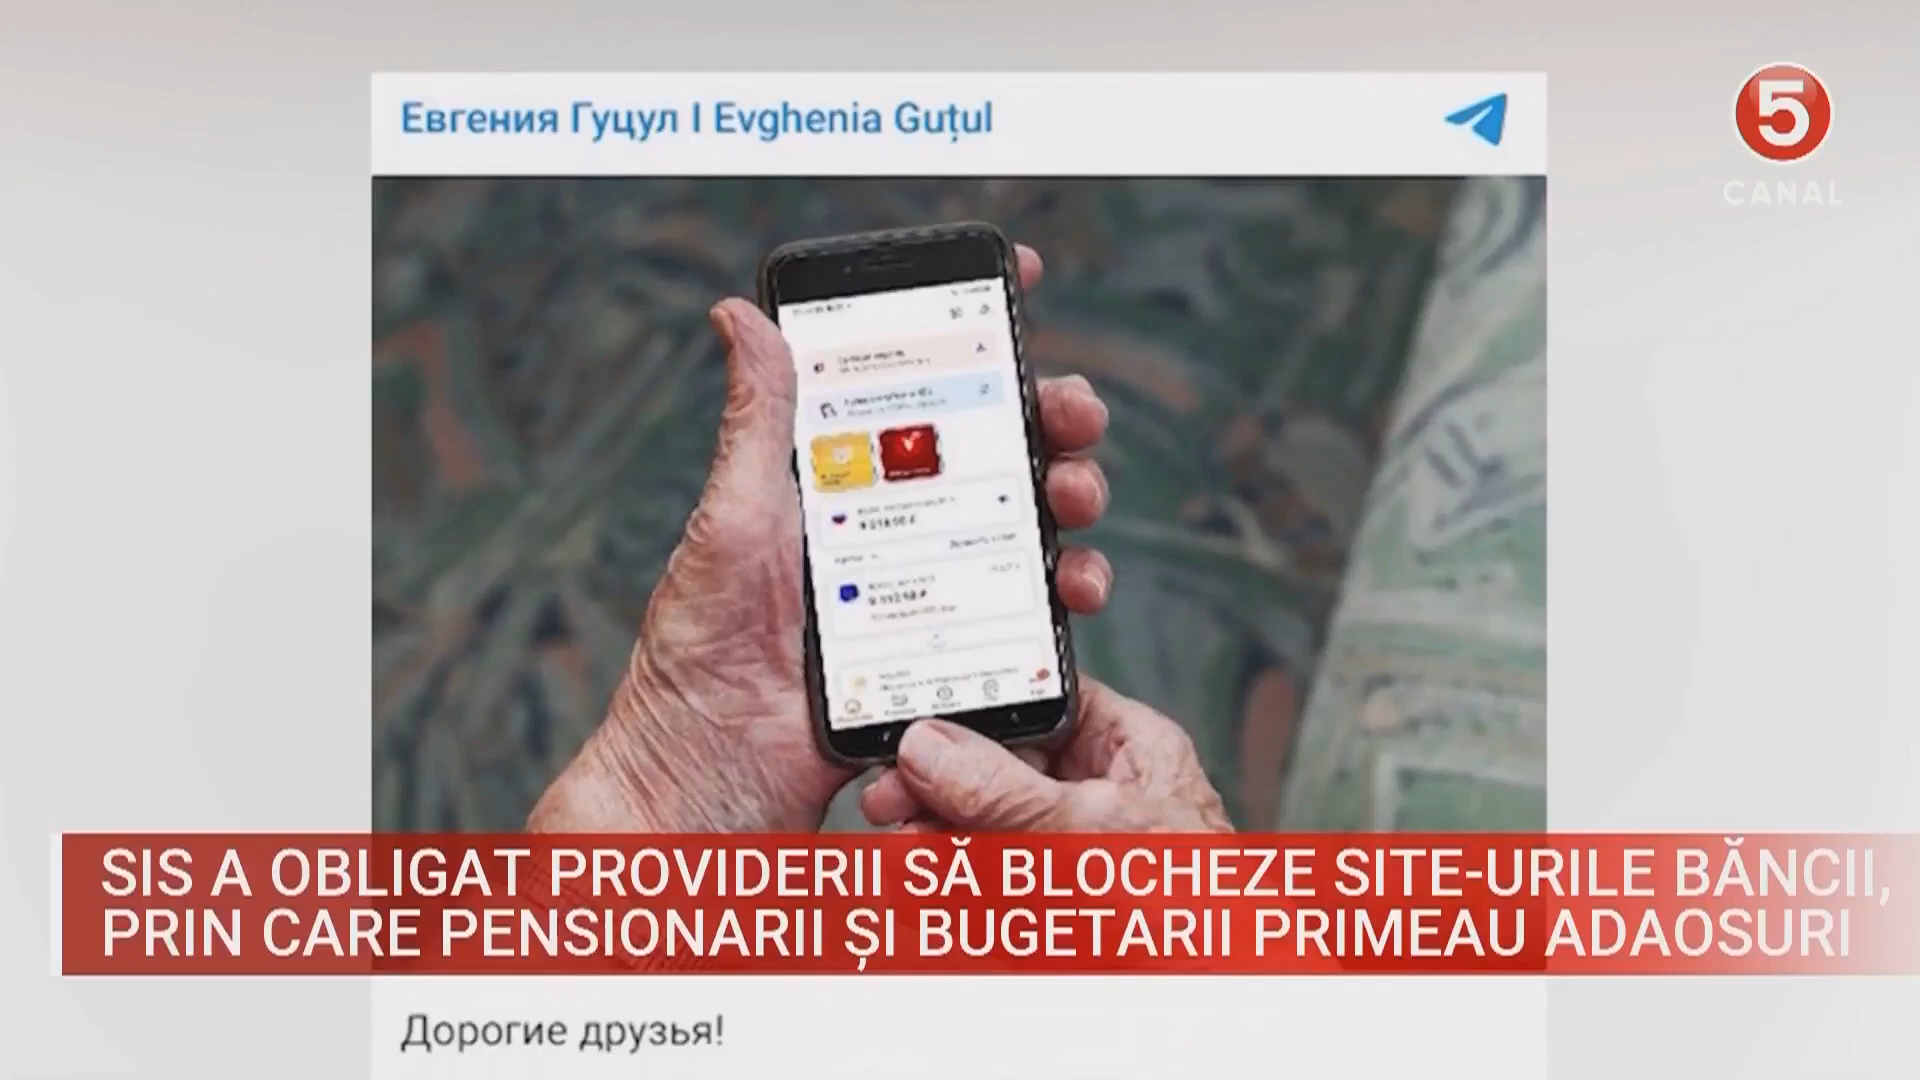 Евгения Гуцул I Evghenia Guțul
5
CANAL
SIS A OBLIGAT PROVIDERII SĂ BLOCHEZE SITE-URILE BĂNCII,
PRIN CARE PENSIONARII ȘI BUGETARII PRIMEAU ADAOSURI
Дорогие друзья!